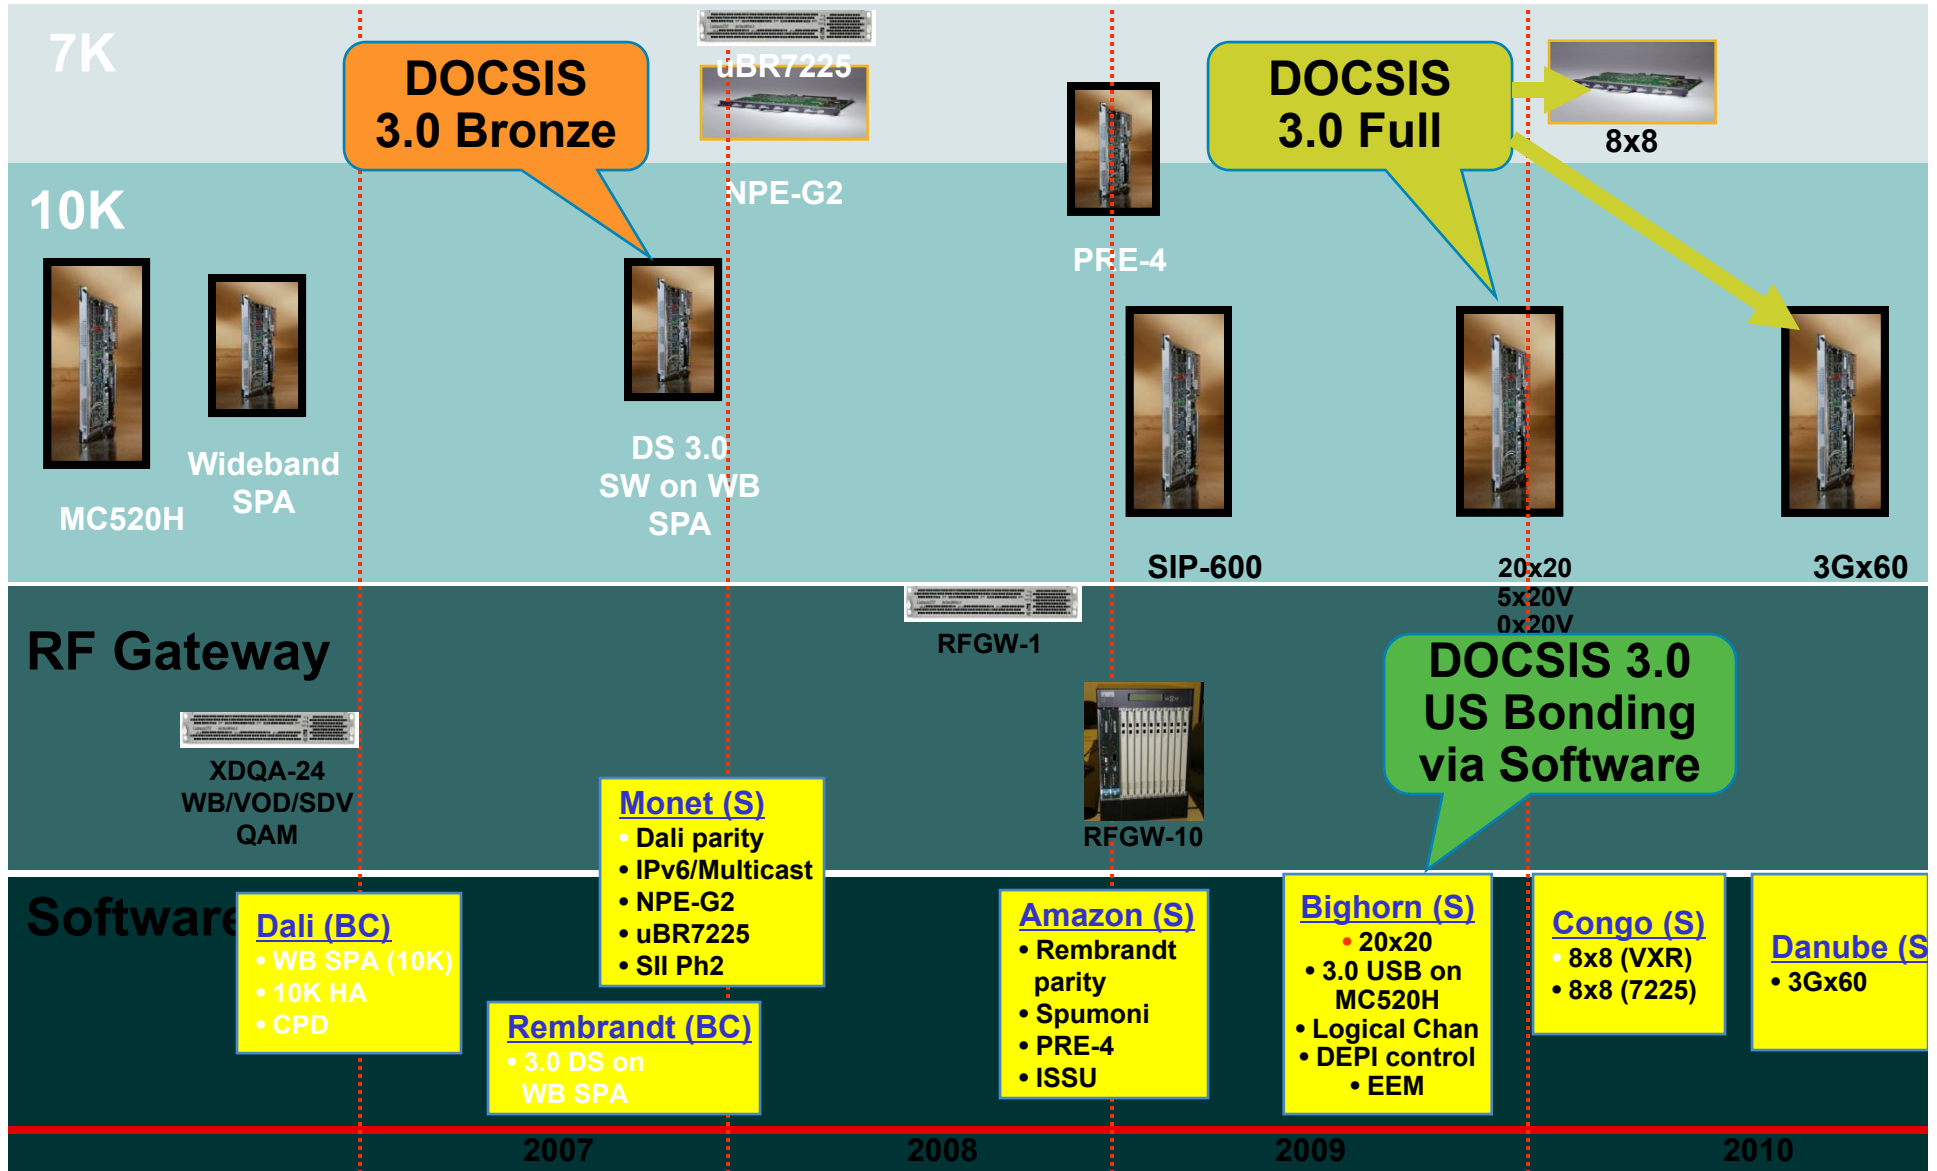 7K
uBR7225
DOCSIS
3.0 Bronze
DOCSIS
3.0 Full
8x8
NPE-G2
10K
PRE-4
MC520H
Wideband
SPA
DS 3.0
SW on WB
SPA
SIP-600
20x20
5x20V
0x20V
3Gx60
RF Gateway
RFGW-1
DOCSIS 3.0
US Bonding
via Software
XDQA-24
WB/VOD/SDV
QAM
RFGW-10
Software
Dali (BC)
• WB SPA (10K)
• 10K HA
• CPD
Monet (S)
• Dali parity
• IPv6/Multicast
• NPE-G2
• uBR7225
• SII Ph2
Rembrandt (BC)
• 3.0 DS on
WB SPA
Amazon (S)
• Rembrandt
parity
• Spumoni
• PRE-4
• ISSU
Bighorn (S)
• 20x20
• 3.0 USB on
MC520H
• Logical Chan
• DEPI control
• EEM
Congo (S)
• 8x8 (VXR)
• 8x8 (7225)
Danube (S
• 3Gx60
2007
2008
2009
2010